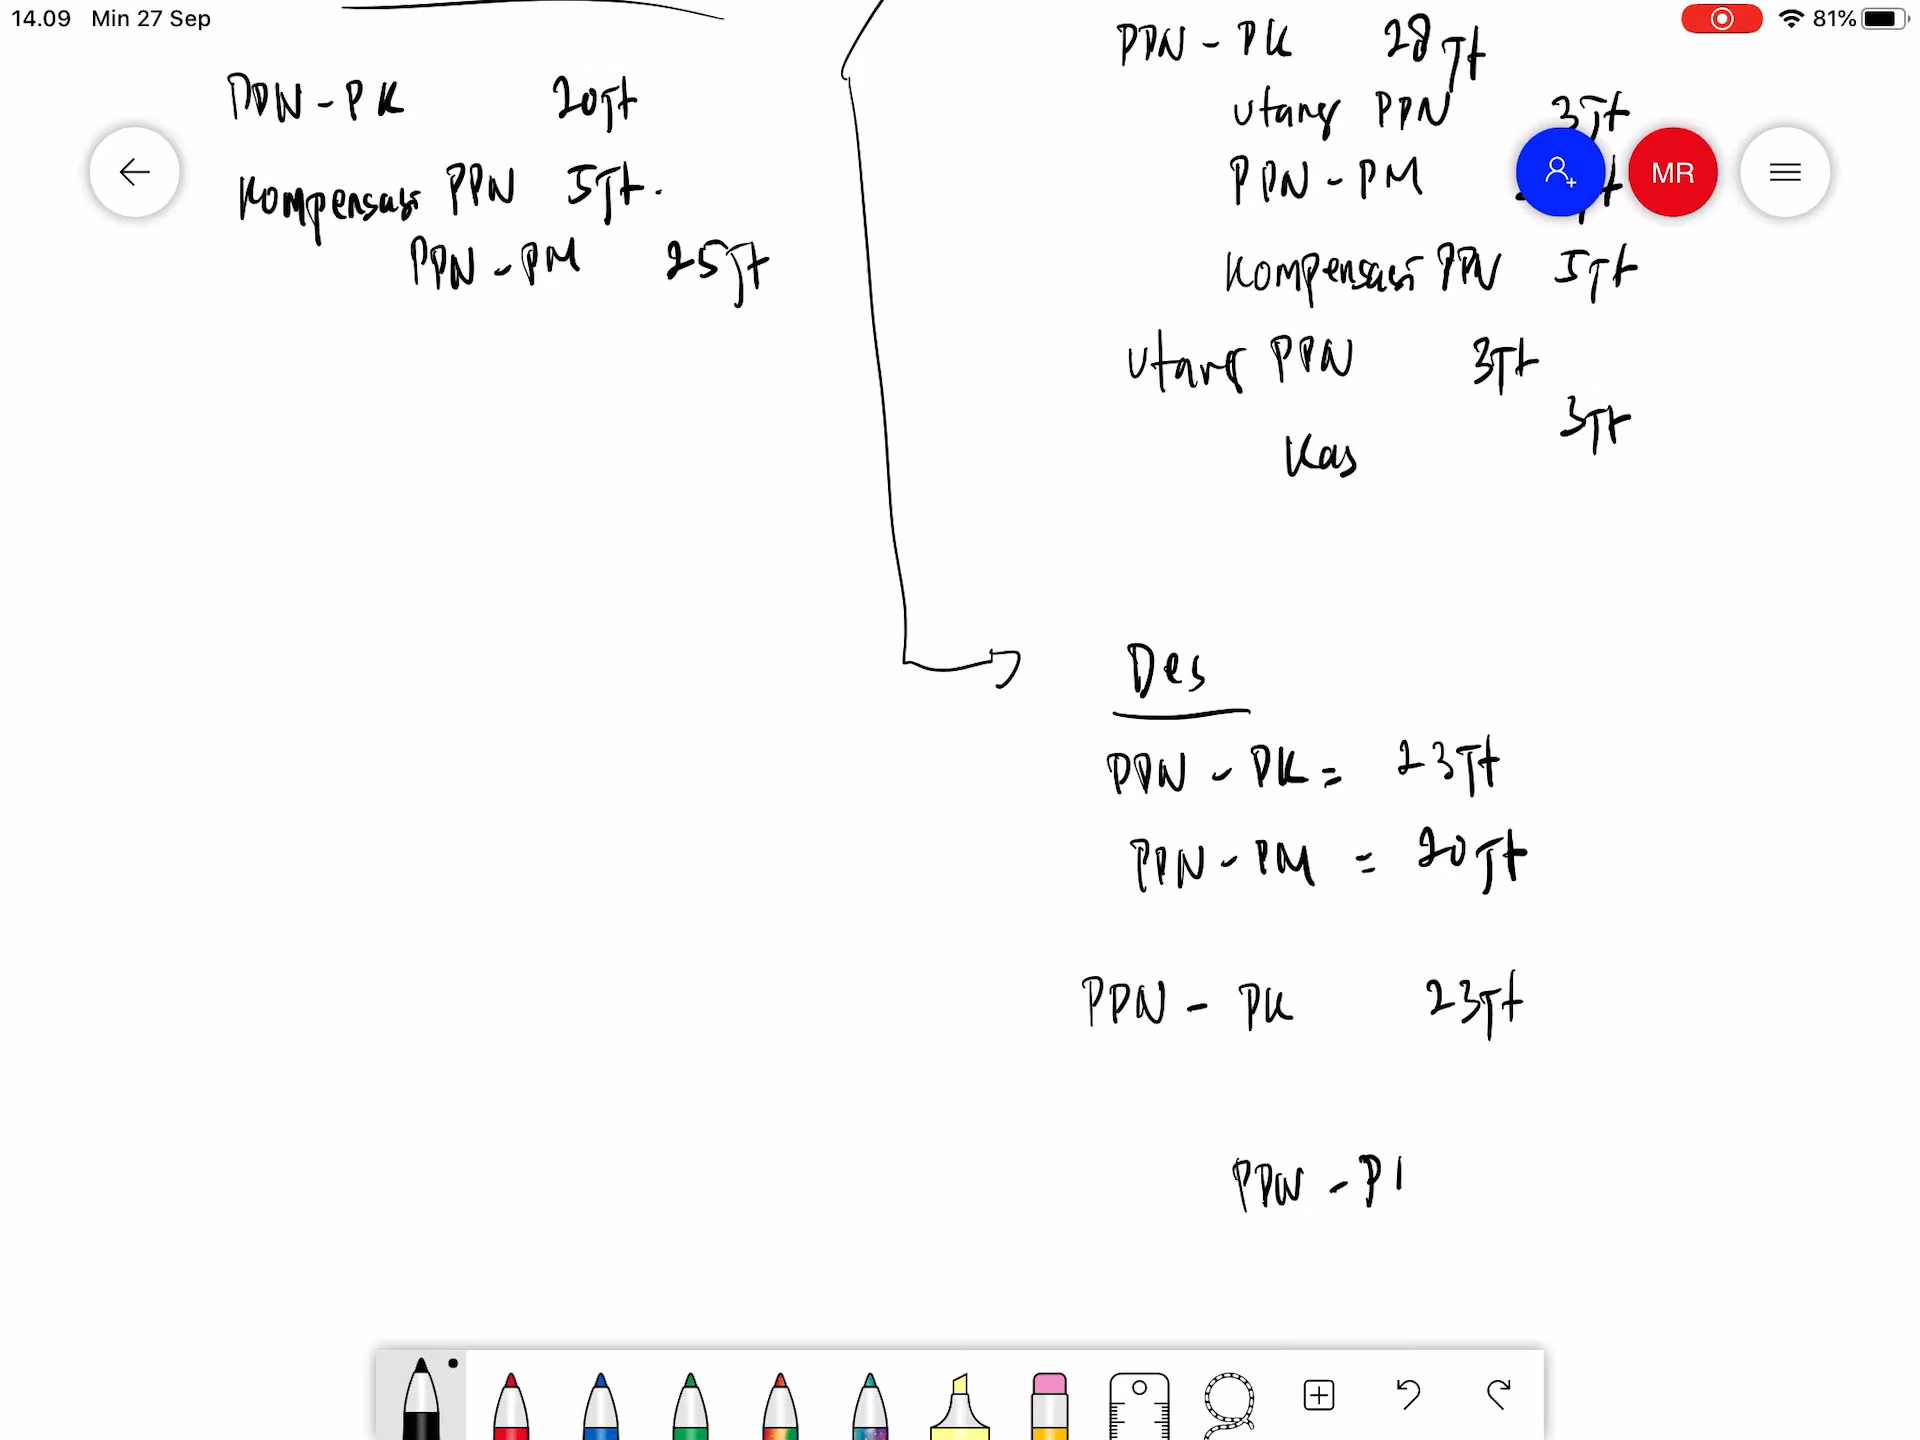 14.09 Min 27 Sep
81%
PPN - PK 20Jt
Kompensasi PPN 5Jt.
PPN - PM 25Jt
PPN - PK 28Jt
Utang PPN 3Jt
PPN - PM
Kompensasi PPN 5Jt
Utang PPN 3Jt
3Jt
Kas
MR
Des
PPN - PK = 23Jt
PPN - PM = 20Jt
PPN - PK 23Jt
PPN - P